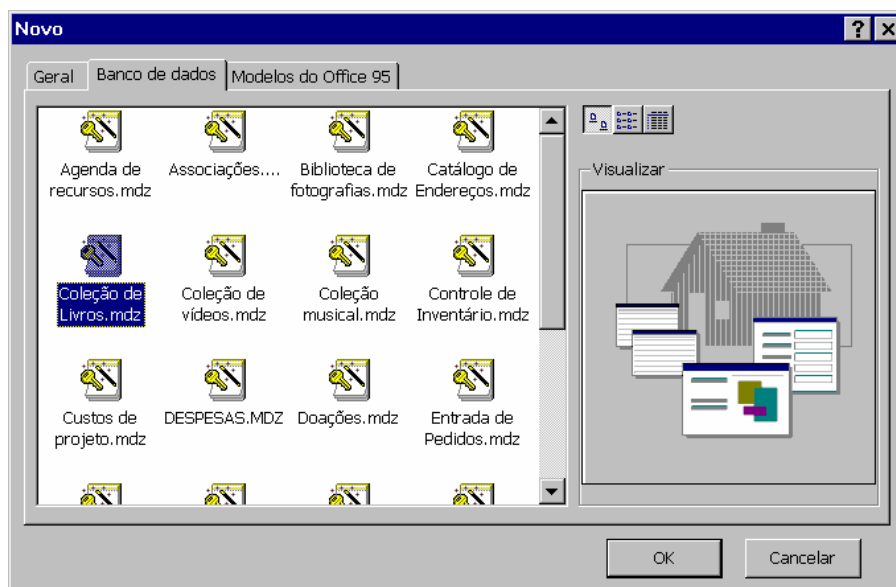 Novo
Geral Banco de dados Modelos do Office 95
Visualizar
Agenda de Associações.... Biblioteca de Catálogo de
recursos.mdz fotografias.mdz Endereços.mdz
Coleção de Coleção de Coleção Controle de
Livros.mdz vídeos.mdz musical.mdz Inventário.mdz
Custos de DESPESAS.MDZ Doações.mdz Entrada de
projeto.mdz Pedidos.mdz
OK Cancelar